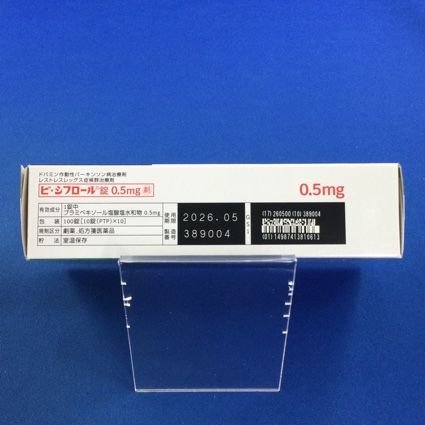 ドパミン作動性パーキンソン病治療剤
レストレスレッグス症候群治療剤
ビ・シフロール®錠 0.5mg 劇
0.5mg
有効成分 1錠中
プラミペキソール塩酸塩水和物 0.5mg
包 装 100錠[10錠(PTP)×10]
規制区分 劇薬、処方箋医薬品
貯 法 室温保存
使用期限 2026.05
製造番号 389004
GS1
(17) 260500 (10) 389004
(01) 14987413810613